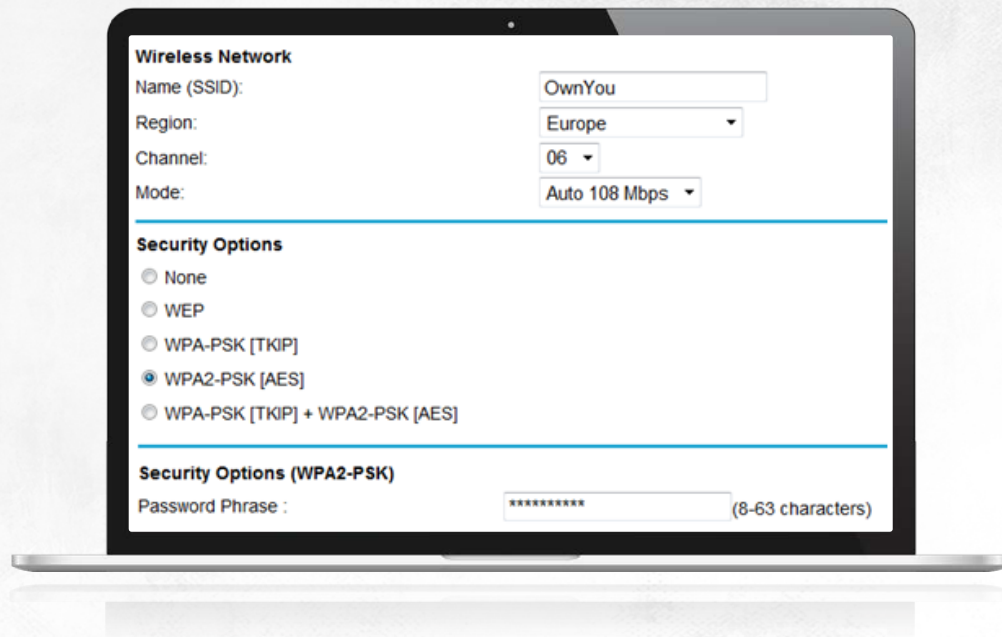 Wireless Network
Name (SSID): OwnYou
Region: Europe
Channel: 06
Mode: Auto 108 Mbps
Security Options
None
WEP
WPA-PSK [TKIP]
WPA2-PSK [AES]
WPA-PSK [TKIP] + WPA2-PSK [AES]
Security Options (WPA2-PSK)
Password Phrase : ********** (8-63 characters)